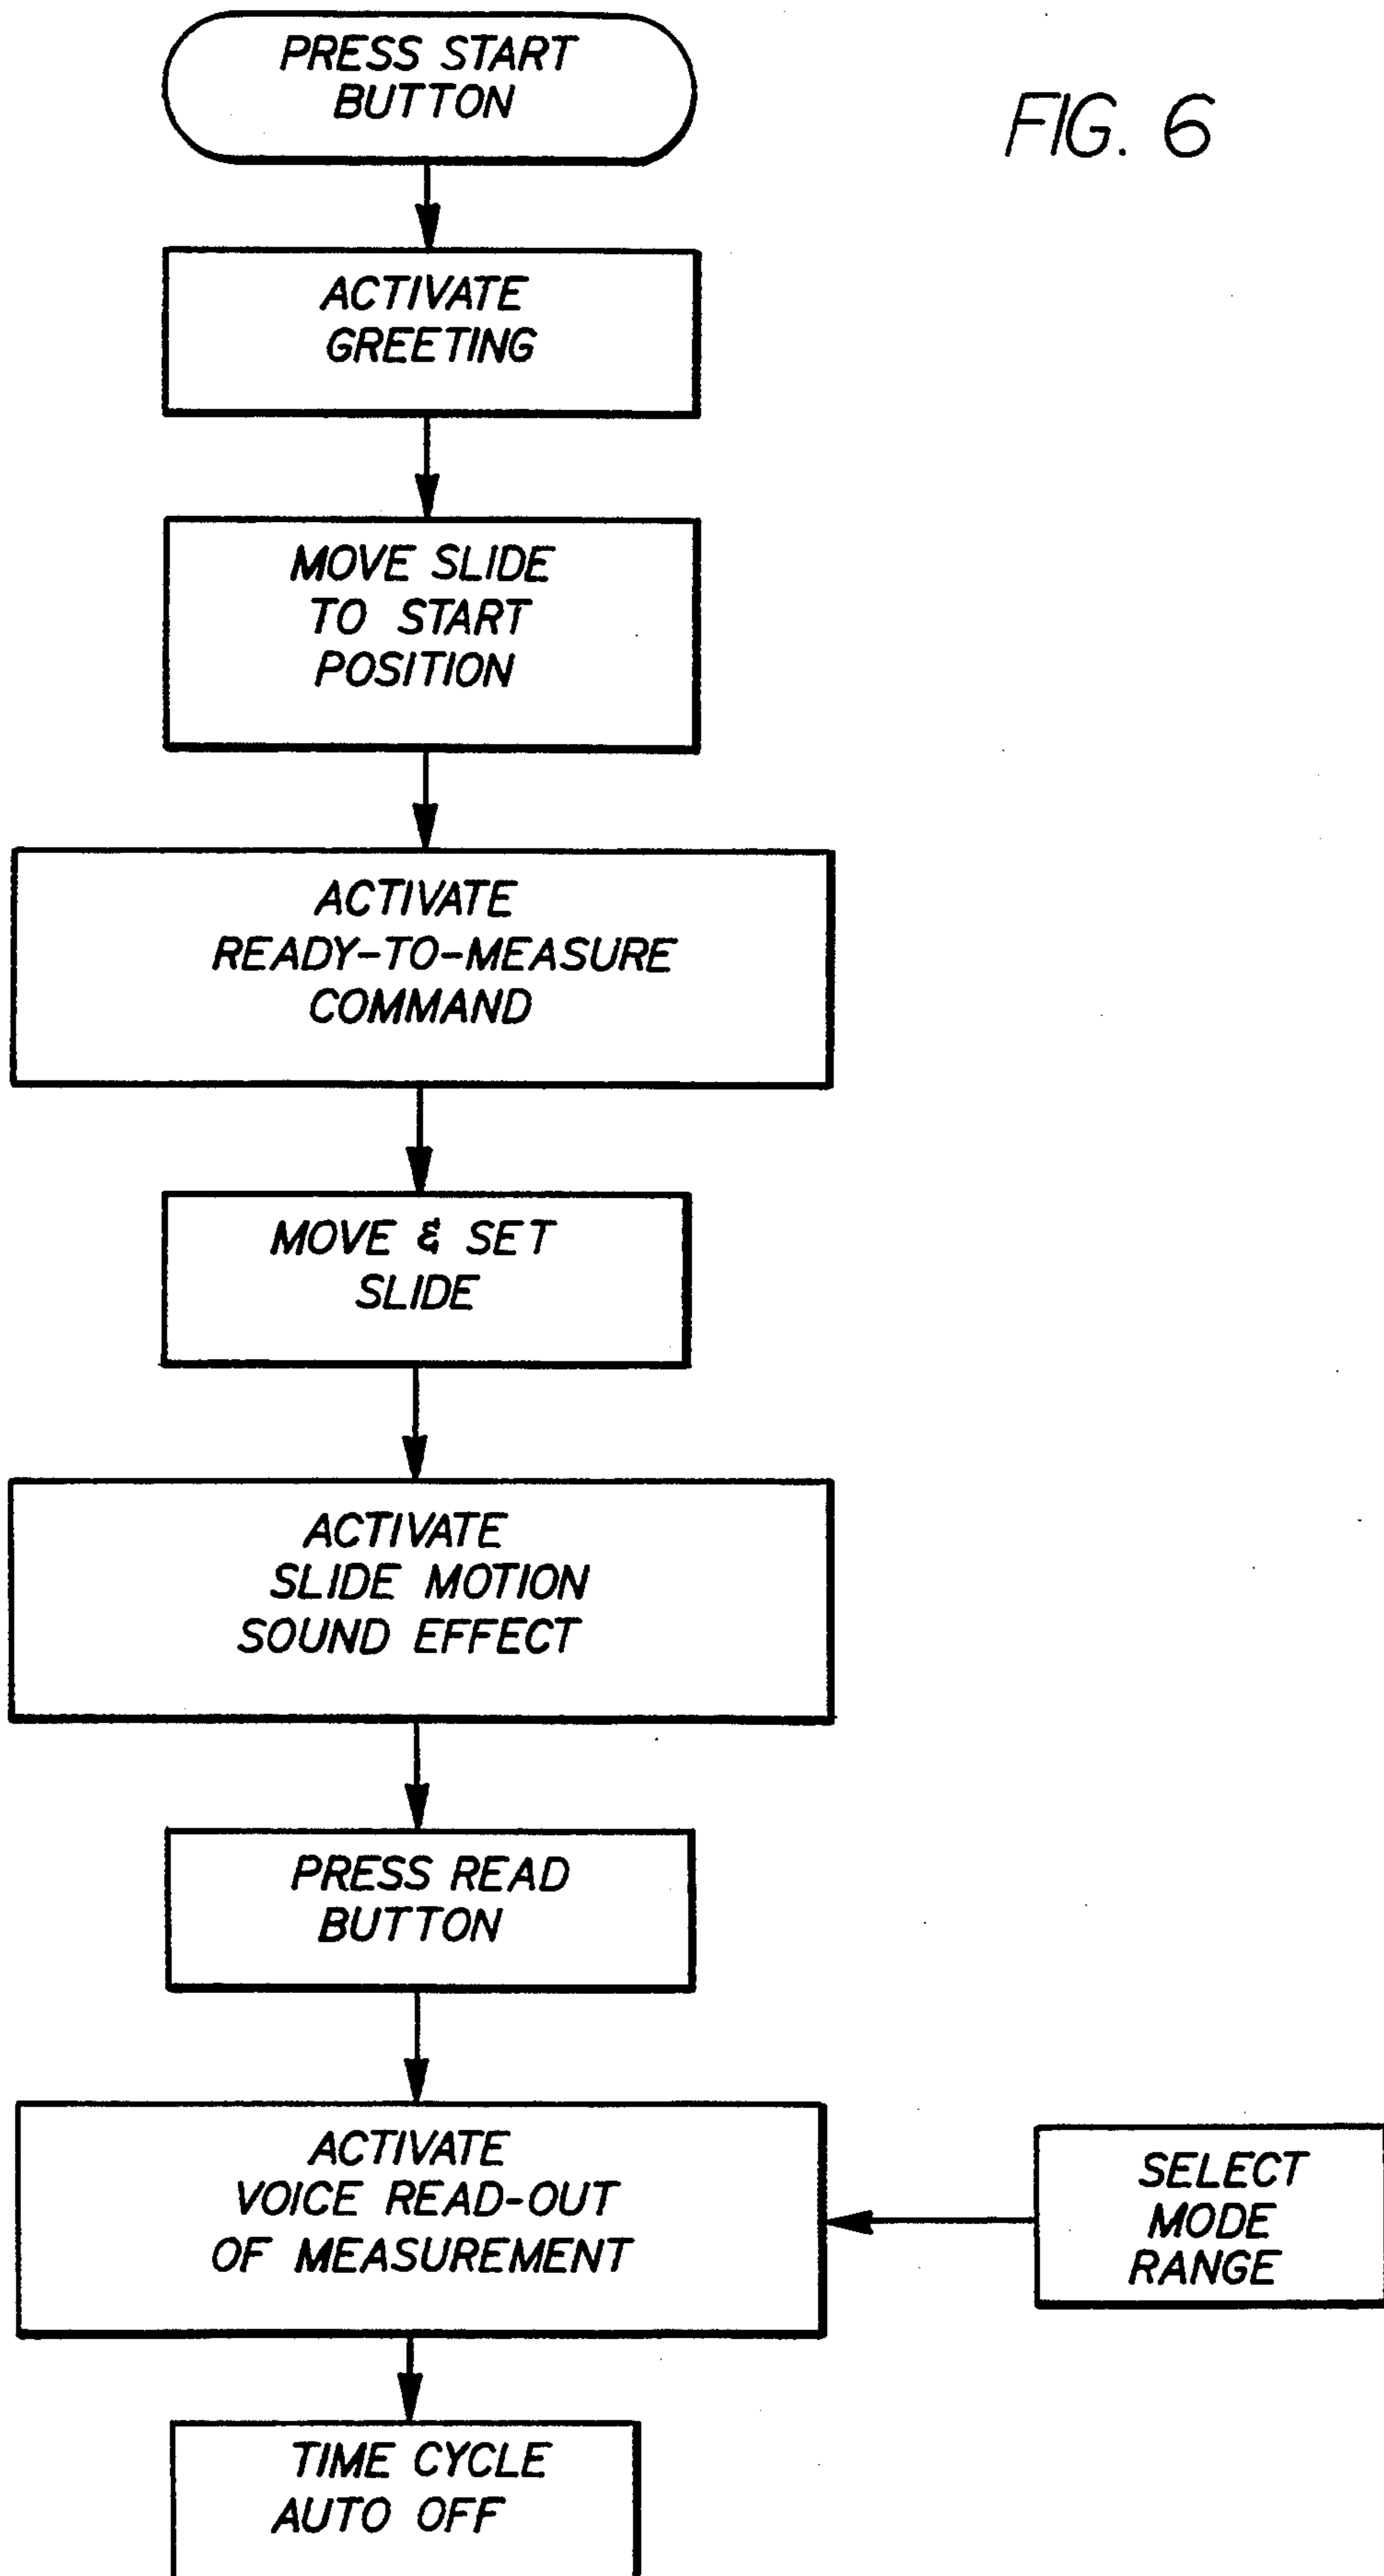 PRESS START
BUTTON
FIG. 6
ACTIVATE
GREETING
MOVE SLIDE
TO START
POSITION
ACTIVATE
READY-TO-MEASURE
COMMAND
MOVE & SET
SLIDE
ACTIVATE
SLIDE MOTION
SOUND EFFECT
PRESS READ
BUTTON
ACTIVATE
VOICE READ-OUT
OF MEASUREMENT
SELECT
MODE
RANGE
TIME CYCLE
AUTO OFF